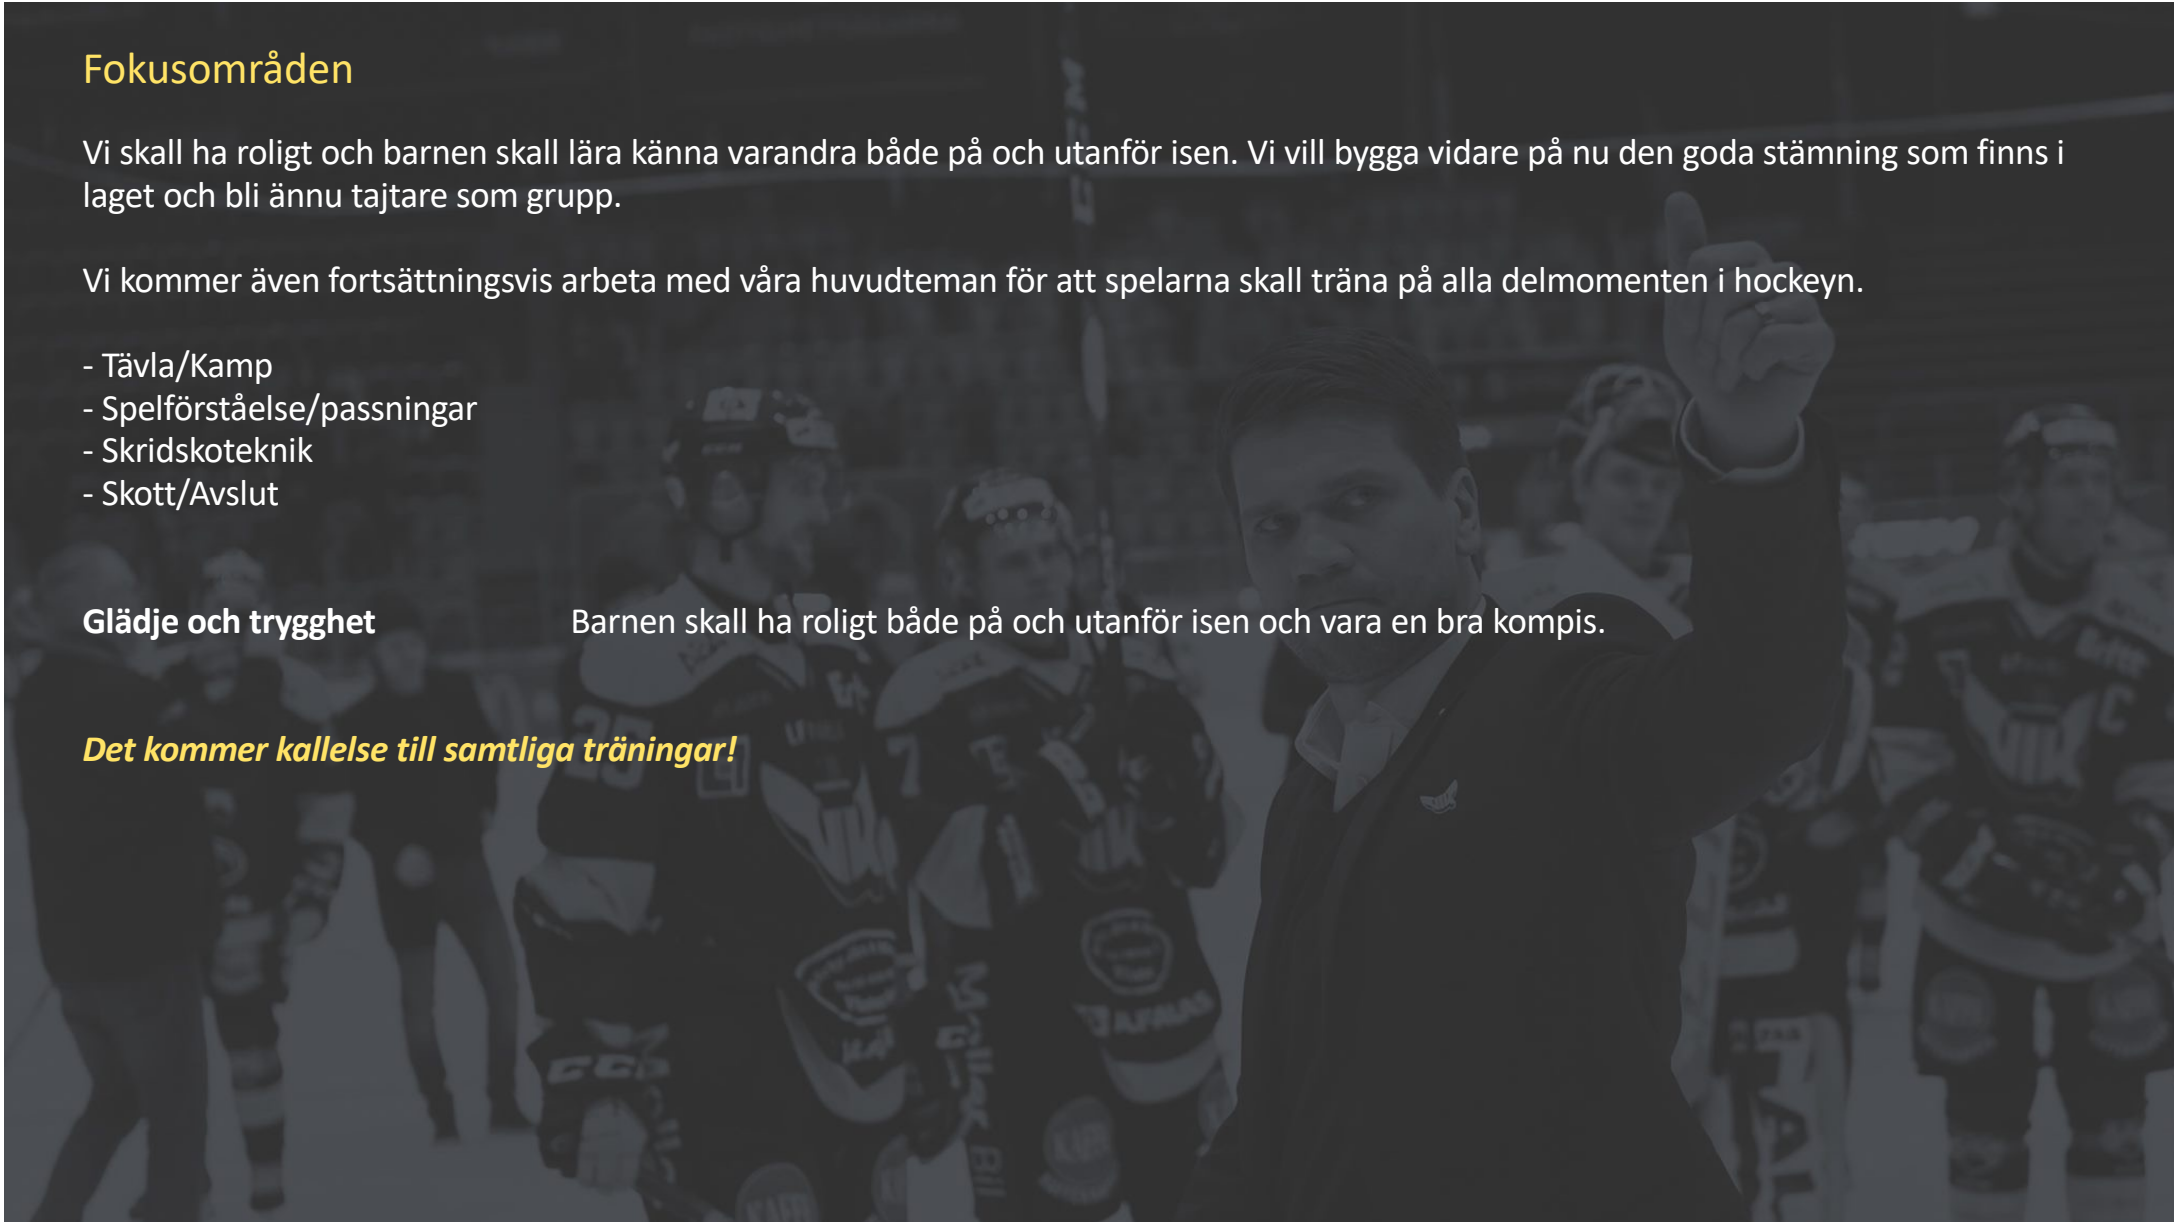 Fokusområden
Vi skall ha roligt och barnen skall lära känna varandra både på och utanför isen. Vi vill bygga vidare på nu den goda stämning som finns i
laget och bli ännu tajtare som grupp.
Vi kommer även fortsättningsvis arbeta med våra huvudteman för att spelarna skall träna på alla delmomenten i hockeyn.
- Tävla/Kamp
- Spelförståelse/passningar
- Skridskoteknik
- Skott/Avslut
Glädje och trygghet Barnen skall ha roligt både på och utanför isen och vara en bra kompis.
Det kommer kallelse till samtliga träningar!
25
7
C
CCM